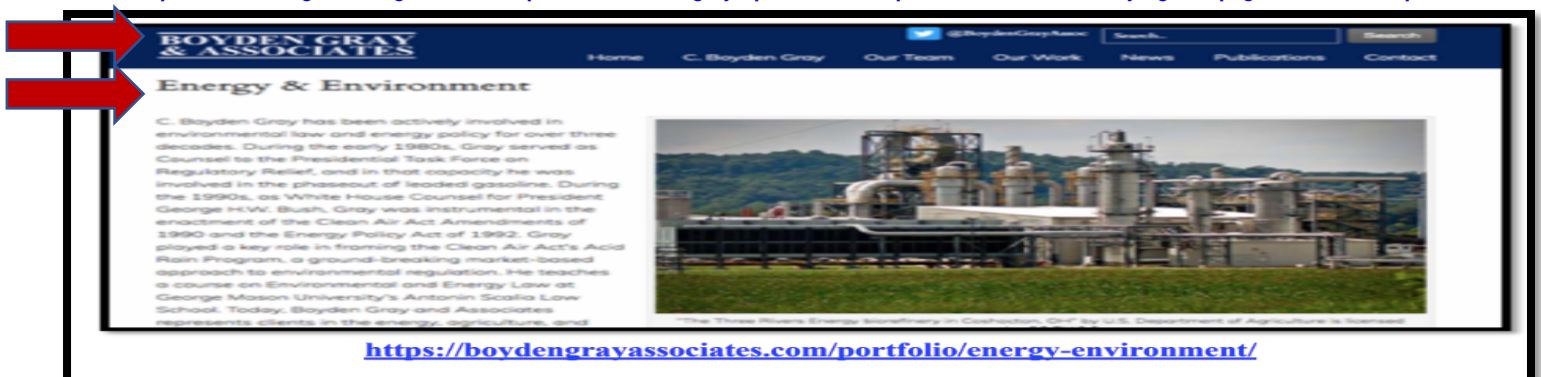 BOYDEN GRAY
& ASSOCIATES
@BoydenGrayAssoc
Search...
Search
Home C. Boyden Gray Our Team Our Work News Publications Contact
Energy & Environment
C. Boyden Gray has been actively involved in
environmental law and energy policy for over three
decades. During the early 1980s, Gray served as
Counsel to the Presidential Task Force on
Regulatory Relief, and in that capacity he was
involved in the phaseout of leaded gasoline. During
the 1990s, as White House Counsel for President
George H.W. Bush, Gray was instrumental in the
enactment of the Clean Air Act Amendments of
1990 and the Energy Policy Act of 1992. Gray
played a key role in framing the Clean Air Act's Acid
Rain Program, a ground-breaking market-based
approach to environmental regulation. He teaches
a course on Environmental and Energy Law at
George Mason University's Antonin Scalia Law
School. Today, Boyden Gray and Associates
represents clients in the energy, agriculture, and
"The Three Rivers Energy biorefinery in Coshocton, OH" by U.S. Department of Agriculture is licensed
https://boydengrayassociates.com/portfolio/energy-environment/